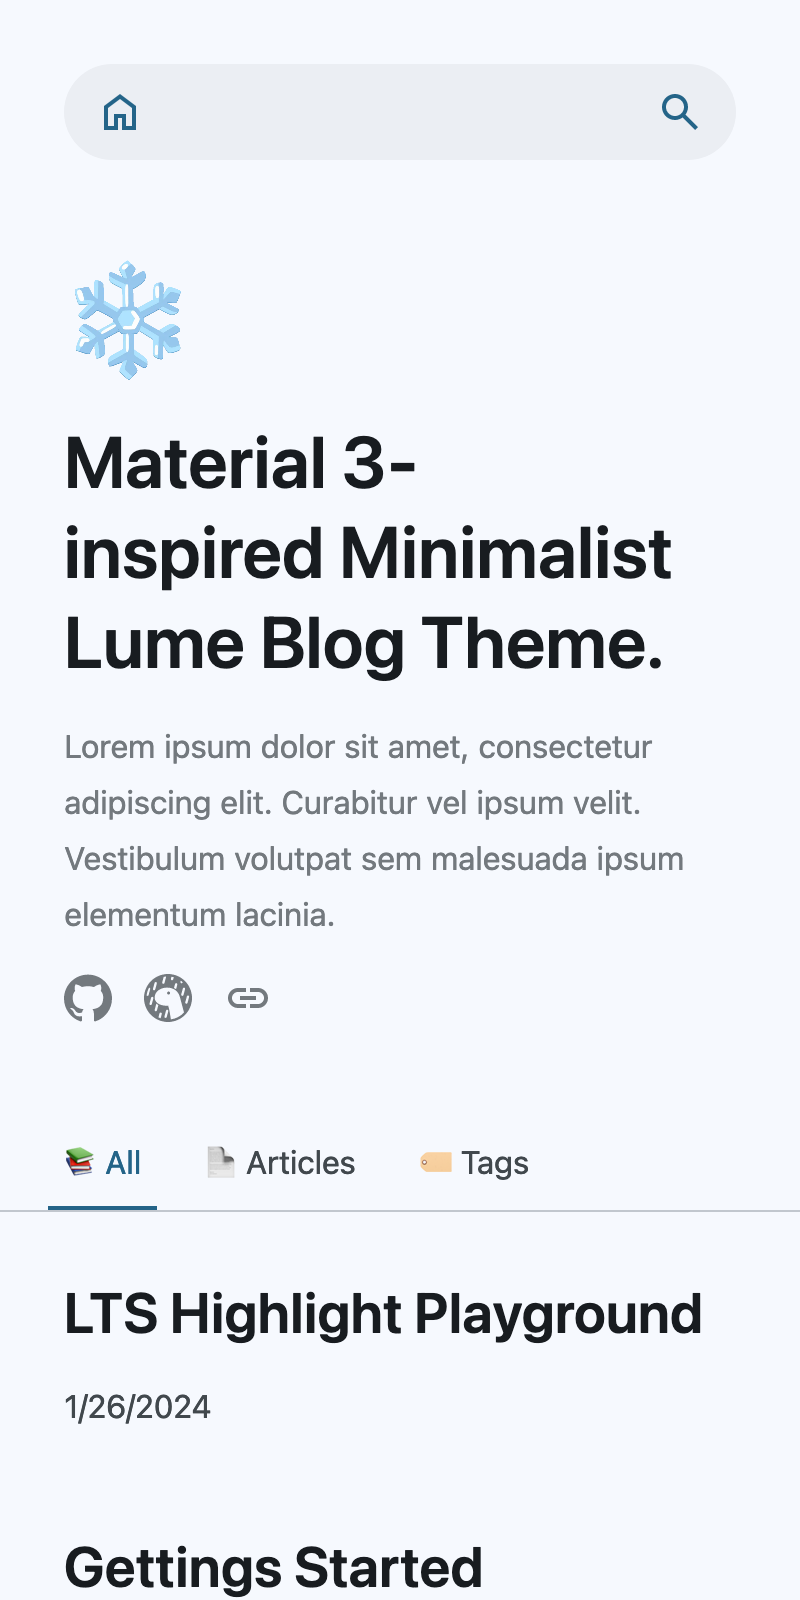 Material 3-
inspired Minimalist
Lume Blog Theme.
Lorem ipsum dolor sit amet, consectetur
adipiscing elit. Curabitur vel ipsum velit.
Vestibulum volutpat sem malesuada ipsum
elementum lacinia.
📚 All 📄 Articles 🏷️ Tags
LTS Highlight Playground
1/26/2024
Gettings Started